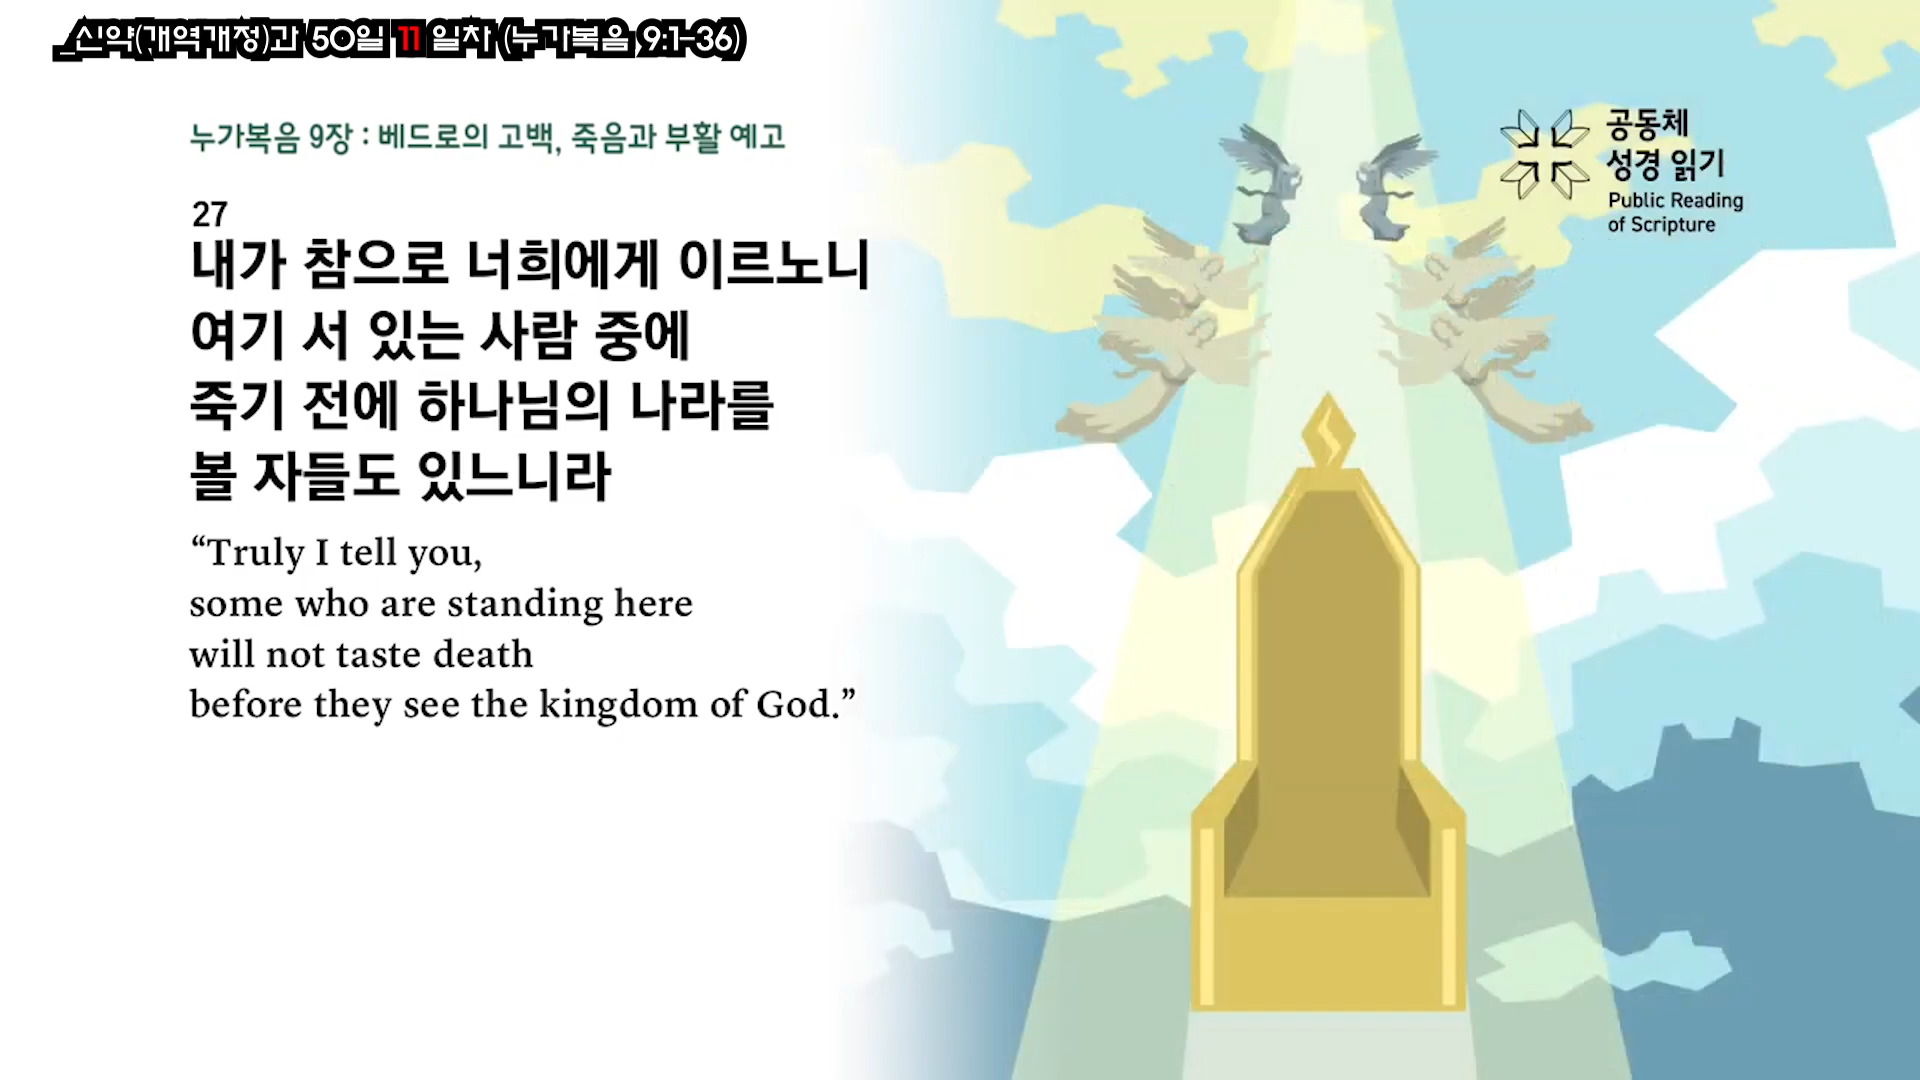 _신약(개역개정)과 50일 11 일차 (누가복음 9:1-36)
누가복음 9장 : 베드로의 고백, 죽음과 부활 예고
27
내가 참으로 너희에게 이르노니
여기 서 있는 사람 중에
죽기 전에 하나님의 나라를
볼 자들도 있느니라
“Truly I tell you,
some who are standing here
will not taste death
before they see the kingdom of God.”
공동체
성경 읽기
Public Reading
of Scripture